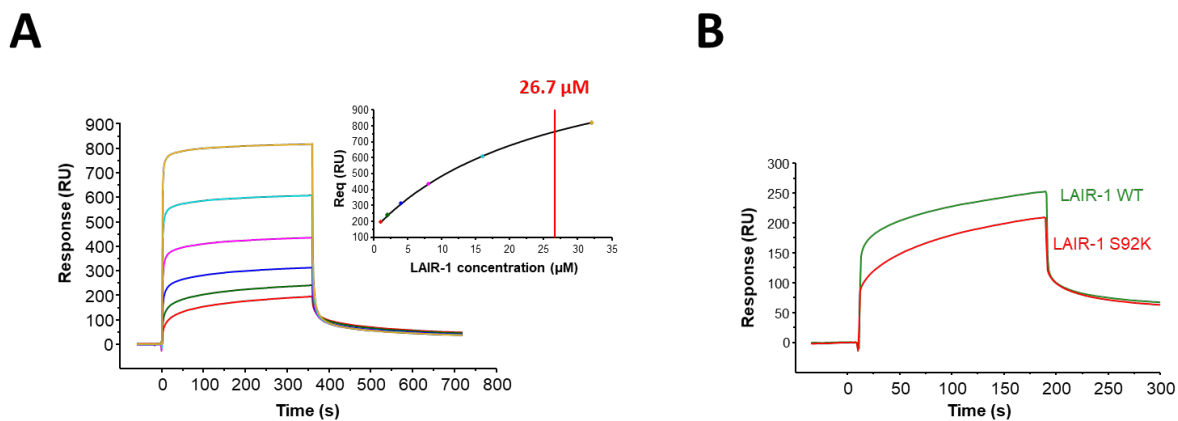 A
B
26.7 µM
900
800
700
600
500
400
300
200
100
0
Response (RU)
0 100 200 300 400 500 600 700 800
Time (s)
900
800
700
600
500
400
300
200
100
Req (RU)
0 5 10 15 20 25 30 35
LAIR-1 concentration (µM)
300
250
200
150
100
50
0
Response (RU)
LAIR-1 WT
LAIR-1 S92K
0 50 100 150 200 250 300
Time (s)